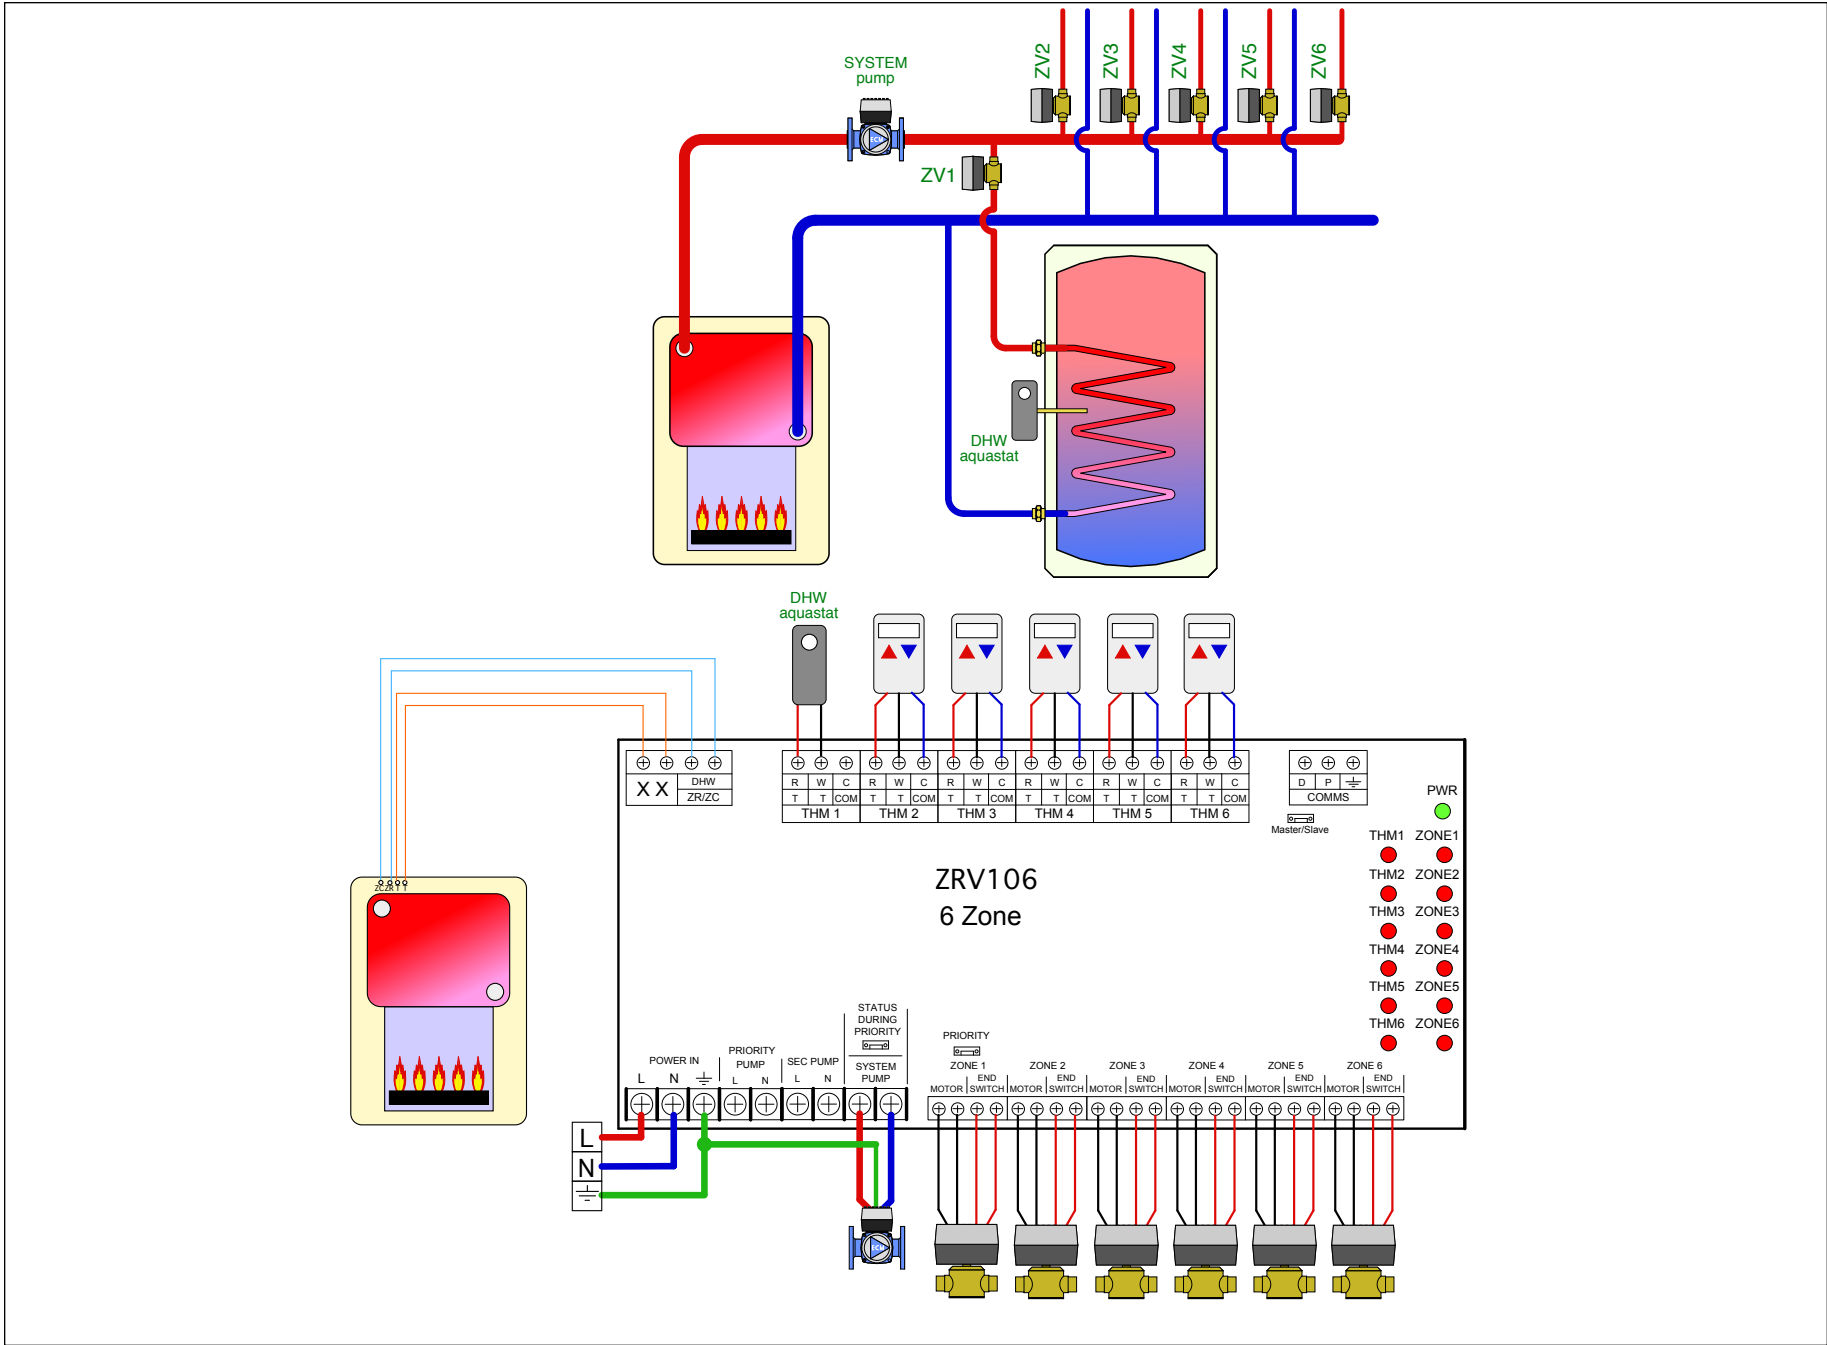 SYSTEM
pump
ZV2
ZV3
ZV4
ZV5
ZV6
ECM
ZV1
DHW
aquastat
DHW
aquastat
X X
DHW
ZR/ZC
R W C R W C R W C R W C R W C R W C
T T COM T T COM T T COM T T COM T T COM T T COM
THM 1 THM 2 THM 3 THM 4 THM 5 THM 6
D P
COMMS
Master/Slave
PWR
THM1 ZONE1
THM2 ZONE2
THM3 ZONE3
THM4 ZONE4
THM5 ZONE5
THM6 ZONE6
ZRV106
6 Zone
ZC ZR T T
STATUS
DURING
PRIORITY
POWER IN
PRIORITY
PUMP
SEC PUMP
SYSTEM
PUMP
L N L N L N
PRIORITY
ZONE 1 ZONE 2 ZONE 3 ZONE 4 ZONE 5 ZONE 6
MOTOR END SWITCH MOTOR END SWITCH MOTOR END SWITCH MOTOR END SWITCH MOTOR END SWITCH MOTOR END SWITCH
L
N
ECM